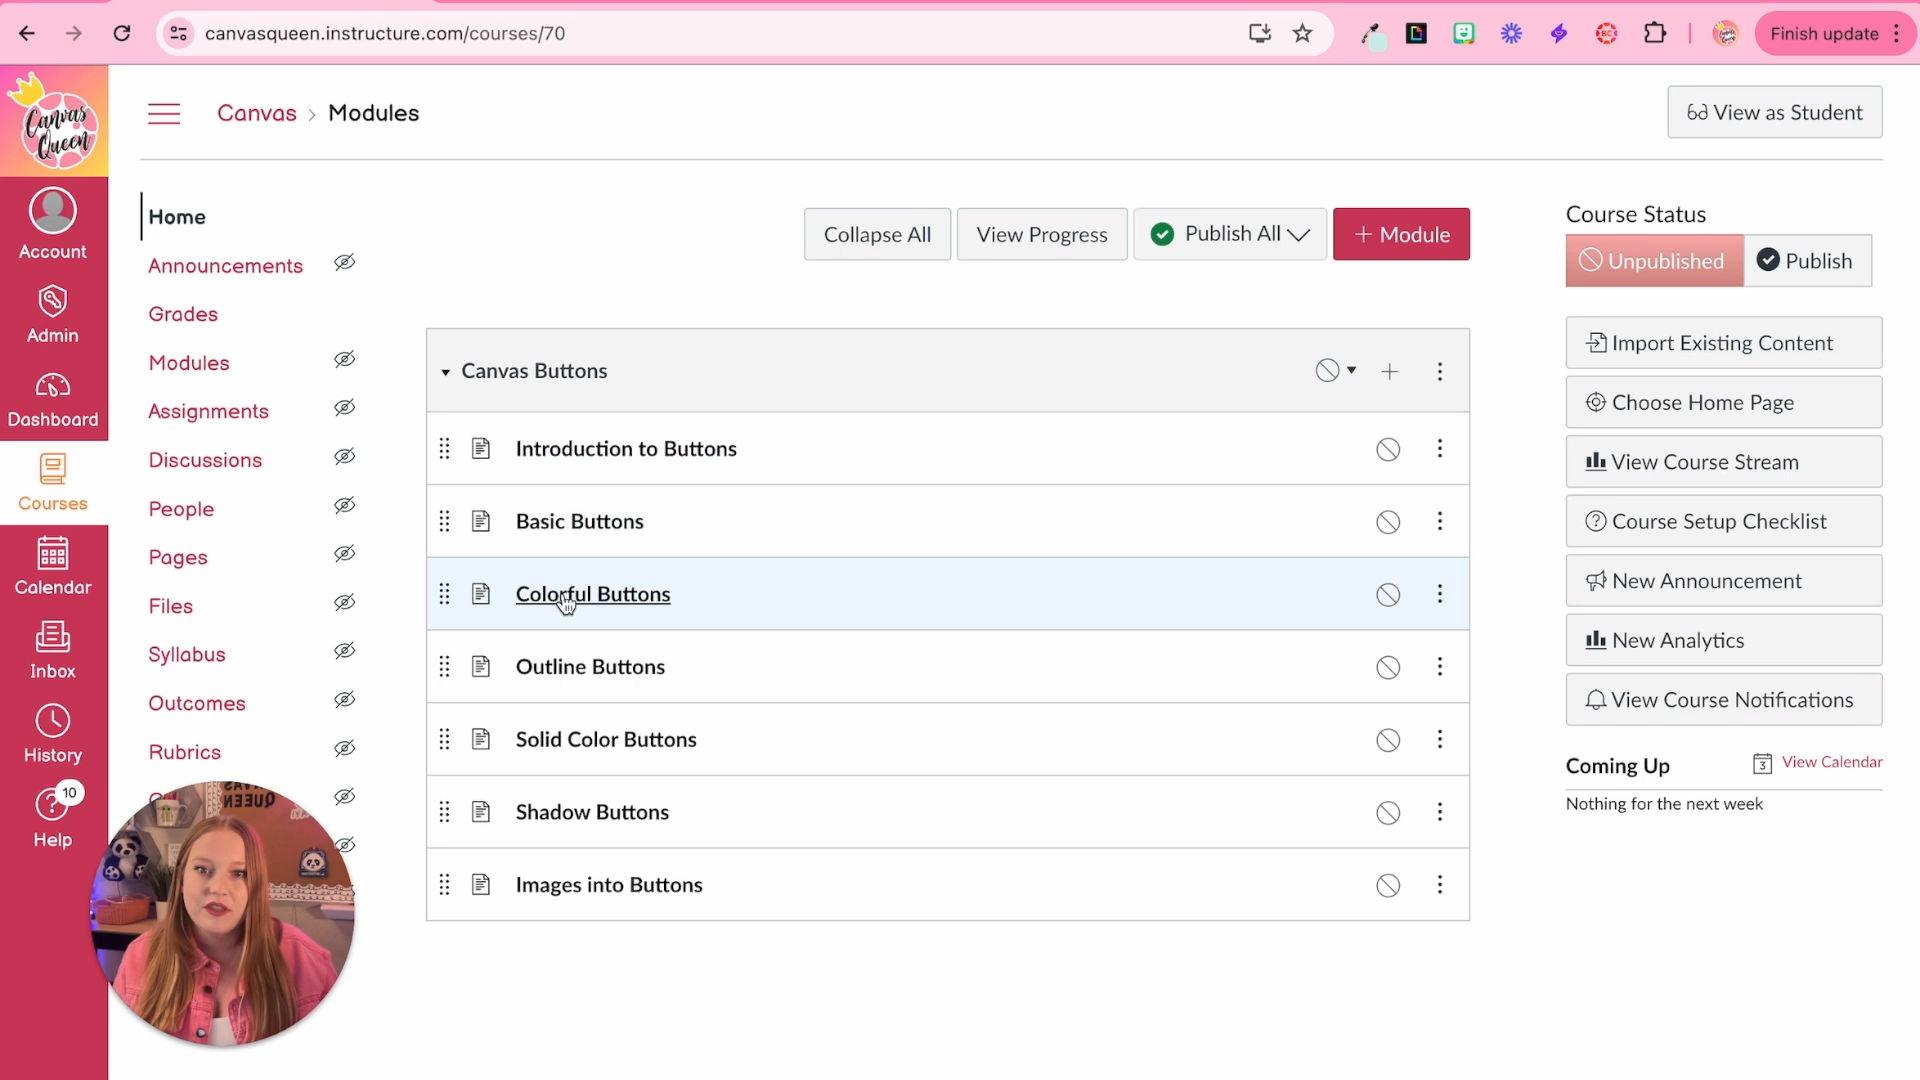 canvasqueen.instructure.com/courses/70
Finish update
Canvas Queen
Canvas > Modules
View as Student
Account
Admin
Dashboard
Courses
Calendar
Inbox
History
10
Help
Home
Announcements
Grades
Modules
Assignments
Discussions
People
Pages
Files
Syllabus
Outcomes
Rubrics
Collapse All
View Progress
Publish All
+ Module
Canvas Buttons
Introduction to Buttons
Basic Buttons
Colorful Buttons
Outline Buttons
Solid Color Buttons
Shadow Buttons
Images into Buttons
Course Status
Unpublished
Publish
Import Existing Content
Choose Home Page
View Course Stream
Course Setup Checklist
New Announcement
New Analytics
View Course Notifications
Coming Up
3 View Calendar
Nothing for the next week